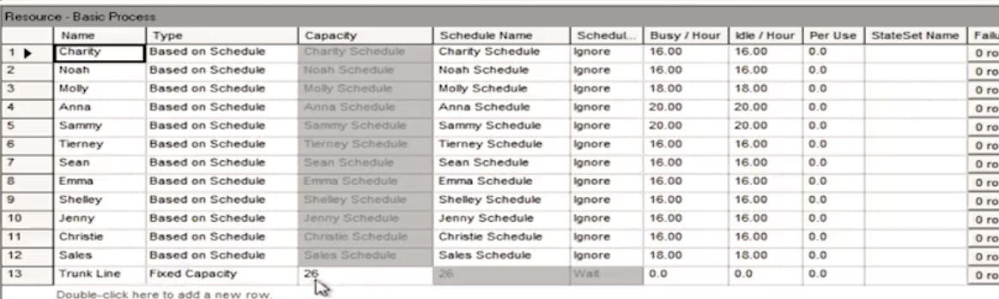 Resource - Basic Process
Name Type Capacity Schedule Name Schedul... Busy / Hour Idle / Hour Per Use StateSet Name Failu
1 Charity Based on Schedule Charity Schedule Charity Schedule Ignore 16.00 16.00 0.0 0 ro
2 Noah Based on Schedule Noah Schedule Noah Schedule Ignore 16.00 16.00 0.0 0 ro
3 Molly Based on Schedule Molly Schedule Molly Schedule Ignore 18.00 18.00 0.0 0 ro
4 Anna Based on Schedule Anna Schedule Anna Schedule Ignore 20.00 20.00 0.0 0 ro
5 Sammy Based on Schedule Sammy Schedule Sammy Schedule Ignore 20.00 20.00 0.0 0 ro
6 Tierney Based on Schedule Tierney Schedule Tierney Schedule Ignore 16.00 16.00 0.0 0 ro
7 Sean Based on Schedule Sean Schedule Sean Schedule Ignore 16.00 16.00 0.0 0 ro
8 Emma Based on Schedule Emma Schedule Emma Schedule Ignore 16.00 16.00 0.0 0 ro
9 Shelley Based on Schedule Shelley Schedule Shelley Schedule Ignore 16.00 16.00 0.0 0 ro
10 Jenny Based on Schedule Jenny Schedule Jenny Schedule Ignore 16.00 16.00 0.0 0 ro
11 Christie Based on Schedule Christie Schedule Christie Schedule Ignore 16.00 16.00 0.0 0 ro
12 Sales Based on Schedule Sales Schedule Sales Schedule Ignore 18.00 18.00 0.0 0 ro
13 Trunk Line Fixed Capacity 26 26 Wait 0.0 0.0 0.0 0 ro
Double-click here to add a new row.